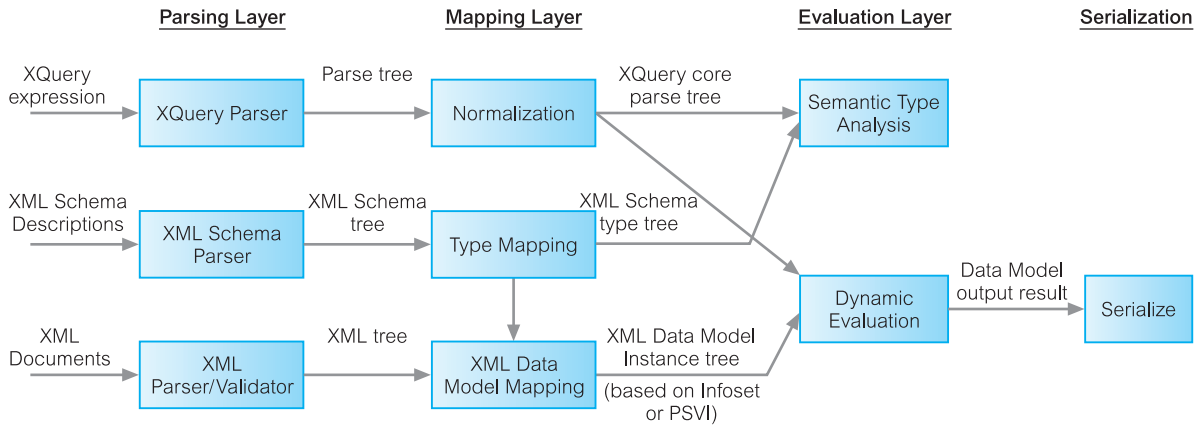 Parsing Layer
Mapping Layer
Evaluation Layer
Serialization
XQuery
expression
XQuery Parser
Parse tree
Normalization
XQuery core
parse tree
Semantic Type
Analysis
XML Schema
Descriptions
XML Schema
Parser
XML Schema
tree
Type Mapping
XML Schema
type tree
Dynamic
Evaluation
Data Model
output result
Serialize
XML
Documents
XML
Parser/Validator
XML tree
XML Data
Model Mapping
XML Data Model
Instance tree
(based on Infoset
or PSVI)